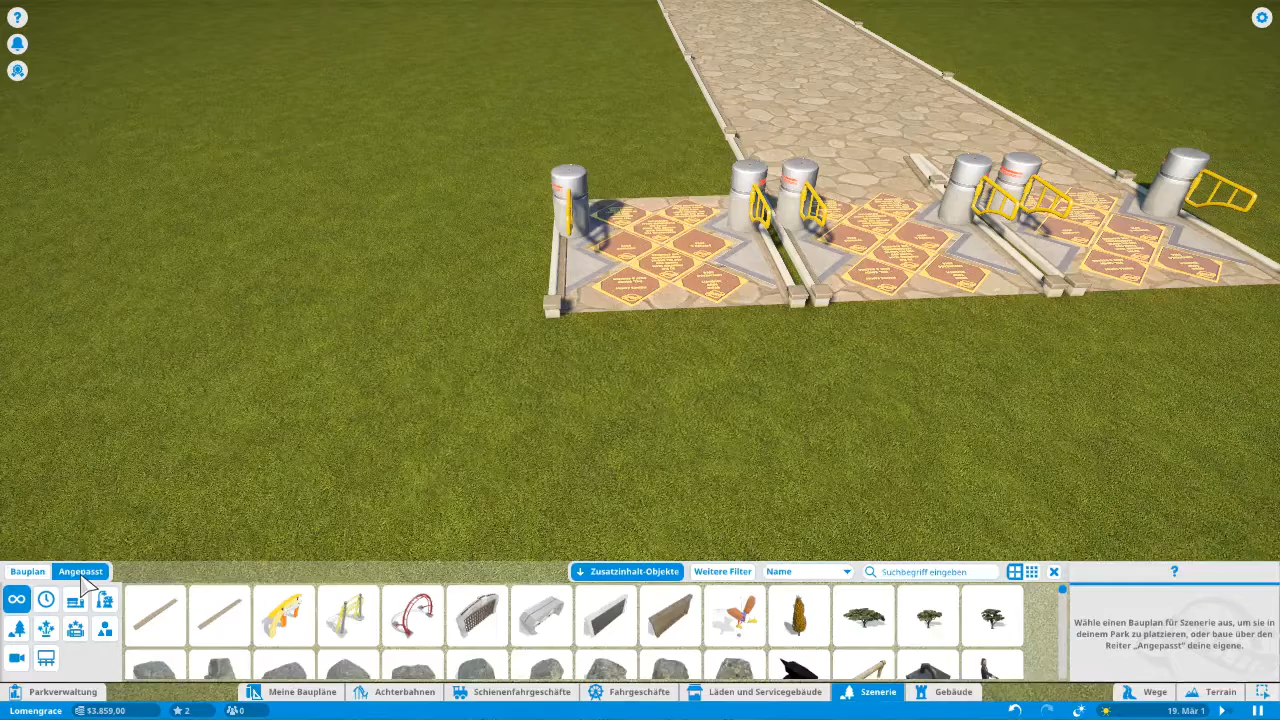 ?
Bauplan
Angepasst
Zusatzinhalt-Objekte
Weitere Filter
Name
Suchbegriff eingeben
?
Wähle einen Bauplan für Szenerie aus, um sie in
deinem Park zu platzieren, oder baue über den
Reiter „Angepasst" deine eigene.
Parkverwaltung
Meine Baupläne
Achterbahnen
Schienenfahrgeschäfte
Fahrgeschäfte
Läden und Servicegebäude
Szenerie
Gebäude
Wege
Terrain
Lomengrace
$3.859,00
2
0
19. Mär 1